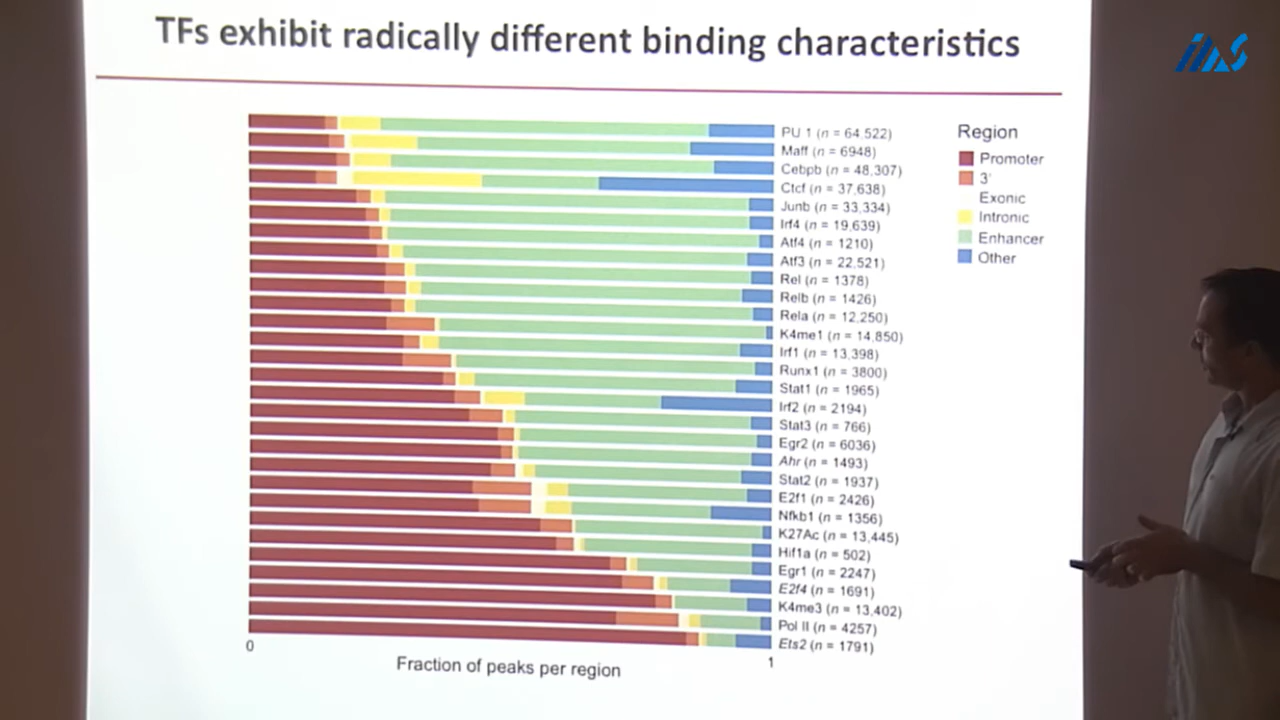 TFs exhibit radically different binding characteristics
PU 1 (n = 64,522)
Maff (n = 6948)
Cebpb (n = 48,307)
Ctcf (n = 37,638)
Junb (n = 33,334)
Irf4 (n = 19,639)
Atf4 (n = 1210)
Atf3 (n = 22,521)
Rel (n = 1378)
Relb (n = 1426)
Rela (n = 12,250)
K4me1 (n = 14,850)
Irf1 (n = 13,398)
Runx1 (n = 3800)
Stat1 (n = 1965)
Irf2 (n = 2194)
Stat3 (n = 766)
Egr2 (n = 6036)
Ahr (n = 1493)
Stat2 (n = 1937)
E2f1 (n = 2426)
Nfkb1 (n = 1356)
K27Ac (n = 13,445)
Hif1a (n = 502)
Egr1 (n = 2247)
E2f4 (n = 1691)
K4me3 (n = 13,402)
Pol II (n = 4257)
Ets2 (n = 1791)
Region
Promoter
3'
Exonic
Intronic
Enhancer
Other
0
1
Fraction of peaks per region